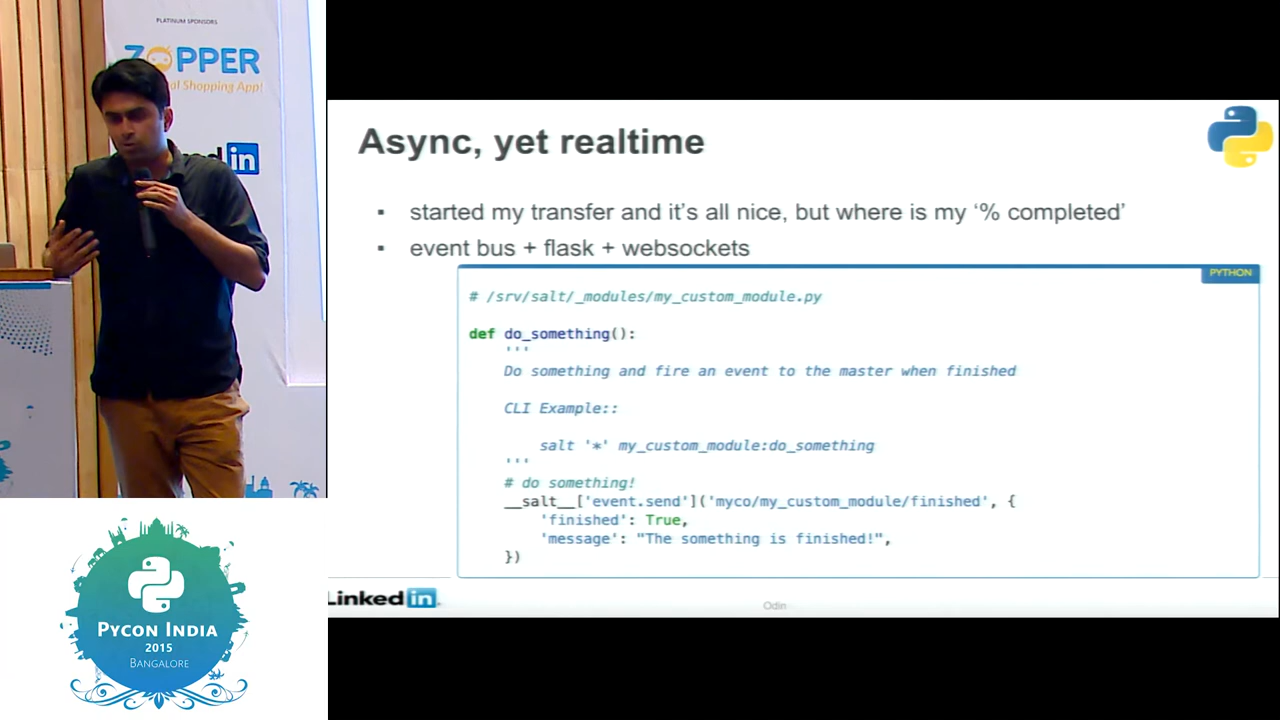 PLATINUM SPONSORS
ZOPPER
al Shopping App!
in
Async, yet realtime
▪ started my transfer and it's all nice, but where is my '% completed'
▪ event bus + flask + websockets
PYTHON
# /srv/salt/_modules/my_custom_module.py
def do_something():
'''
Do something and fire an event to the master when finished
CLI Example::
salt '*' my_custom_module:do_something
'''
# do something!
__salt__['event.send']('myco/my_custom_module/finished', {
'finished': True,
'message': "The something is finished!",
})
Linked in
Odin
PYCON INDIA
2015
BANGALORE